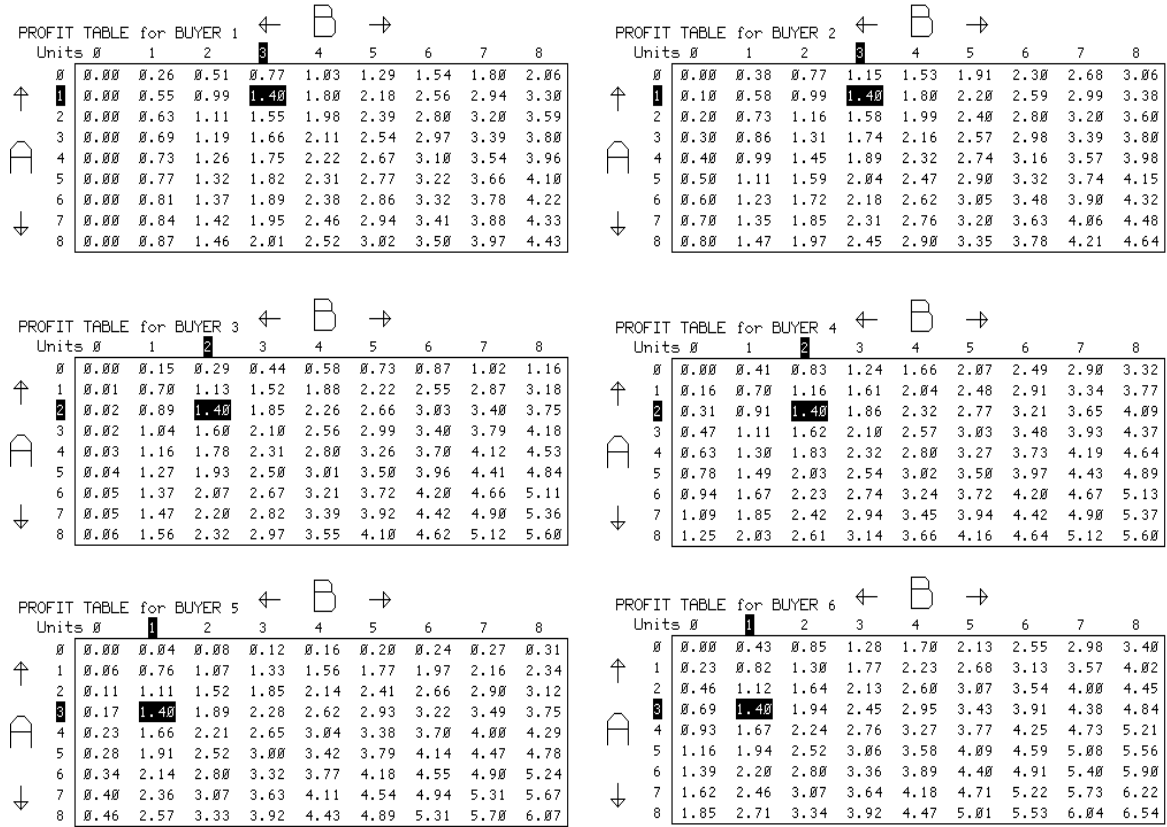 PROFIT TABLE for BUYER 1 ← B →
Units 0 1 2 3 4 5 6 7 8
0 0.00 0.26 0.51 0.77 1.03 1.29 1.54 1.80 2.06
↑ 1 0.00 0.55 0.99 1.40 1.80 2.18 2.56 2.94 3.30
2 0.00 0.63 1.11 1.55 1.98 2.39 2.80 3.20 3.59
3 0.00 0.69 1.19 1.66 2.11 2.54 2.97 3.39 3.80
A 4 0.00 0.73 1.26 1.75 2.22 2.67 3.10 3.54 3.96
5 0.00 0.77 1.32 1.82 2.31 2.77 3.22 3.66 4.10
6 0.00 0.81 1.37 1.89 2.38 2.86 3.32 3.78 4.22
↓ 7 0.00 0.84 1.42 1.95 2.46 2.94 3.41 3.88 4.33
8 0.00 0.87 1.46 2.01 2.52 3.02 3.50 3.97 4.43
PROFIT TABLE for BUYER 2 ← B →
Units 0 1 2 3 4 5 6 7 8
0 0.00 0.38 0.77 1.15 1.53 1.91 2.30 2.68 3.06
↑ 1 0.10 0.58 0.99 1.40 1.80 2.20 2.59 2.99 3.38
2 0.20 0.73 1.16 1.58 1.99 2.40 2.80 3.20 3.60
3 0.30 0.86 1.31 1.74 2.16 2.57 2.98 3.39 3.80
A 4 0.40 0.99 1.45 1.89 2.32 2.74 3.16 3.57 3.98
5 0.50 1.11 1.59 2.04 2.47 2.90 3.32 3.74 4.15
6 0.60 1.23 1.72 2.18 2.62 3.05 3.48 3.90 4.32
↓ 7 0.70 1.35 1.85 2.31 2.76 3.20 3.63 4.06 4.48
8 0.80 1.47 1.97 2.45 2.90 3.35 3.78 4.21 4.64
PROFIT TABLE for BUYER 3 ← B →
Units 0 1 2 3 4 5 6 7 8
0 0.00 0.15 0.29 0.44 0.58 0.73 0.87 1.02 1.16
↑ 1 0.01 0.70 1.13 1.52 1.88 2.22 2.55 2.87 3.18
2 0.02 0.89 1.40 1.85 2.26 2.66 3.03 3.40 3.75
3 0.02 1.04 1.60 2.10 2.56 2.99 3.40 3.79 4.18
A 4 0.03 1.16 1.78 2.31 2.80 3.26 3.70 4.12 4.53
5 0.04 1.27 1.93 2.50 3.01 3.50 3.96 4.41 4.84
6 0.05 1.37 2.07 2.67 3.21 3.72 4.20 4.66 5.11
↓ 7 0.05 1.47 2.20 2.82 3.39 3.92 4.42 4.90 5.36
8 0.06 1.56 2.32 2.97 3.55 4.10 4.62 5.12 5.60
PROFIT TABLE for BUYER 4 ← B →
Units 0 1 2 3 4 5 6 7 8
0 0.00 0.41 0.83 1.24 1.66 2.07 2.49 2.90 3.32
↑ 1 0.16 0.70 1.16 1.61 2.04 2.48 2.91 3.34 3.77
2 0.31 0.91 1.40 1.86 2.32 2.77 3.21 3.65 4.09
3 0.47 1.11 1.62 2.10 2.57 3.03 3.48 3.93 4.37
A 4 0.63 1.30 1.83 2.32 2.80 3.27 3.73 4.19 4.64
5 0.78 1.49 2.03 2.54 3.02 3.50 3.97 4.43 4.89
6 0.94 1.67 2.23 2.74 3.24 3.72 4.20 4.67 5.13
↓ 7 1.09 1.85 2.42 2.94 3.45 3.94 4.42 4.90 5.37
8 1.25 2.03 2.61 3.14 3.66 4.16 4.64 5.12 5.60
PROFIT TABLE for BUYER 5 ← B →
Units 0 1 2 3 4 5 6 7 8
0 0.00 0.04 0.08 0.12 0.16 0.20 0.24 0.27 0.31
↑ 1 0.06 0.76 1.07 1.33 1.56 1.77 1.97 2.16 2.34
2 0.11 1.11 1.52 1.85 2.14 2.41 2.66 2.90 3.12
3 0.17 1.40 1.89 2.28 2.62 2.93 3.22 3.49 3.75
A 4 0.23 1.66 2.21 2.65 3.04 3.38 3.70 4.00 4.29
5 0.28 1.91 2.52 3.00 3.42 3.79 4.14 4.47 4.78
6 0.34 2.14 2.80 3.32 3.77 4.18 4.55 4.90 5.24
↓ 7 0.40 2.36 3.07 3.63 4.11 4.54 4.94 5.31 5.67
8 0.46 2.57 3.33 3.92 4.43 4.89 5.31 5.70 6.07
PROFIT TABLE for BUYER 6 ← B →
Units 0 1 2 3 4 5 6 7 8
0 0.00 0.43 0.85 1.28 1.70 2.13 2.55 2.98 3.40
↑ 1 0.23 0.82 1.30 1.77 2.23 2.68 3.13 3.57 4.02
2 0.46 1.12 1.64 2.13 2.60 3.07 3.54 4.00 4.45
3 0.69 1.40 1.94 2.45 2.95 3.43 3.91 4.38 4.84
A 4 0.93 1.67 2.24 2.76 3.27 3.77 4.25 4.73 5.21
5 1.16 1.94 2.52 3.06 3.58 4.09 4.59 5.08 5.56
6 1.39 2.20 2.80 3.36 3.89 4.40 4.91 5.40 5.90
↓ 7 1.62 2.46 3.07 3.64 4.18 4.71 5.22 5.73 6.22
8 1.85 2.71 3.34 3.92 4.47 5.01 5.53 6.04 6.54